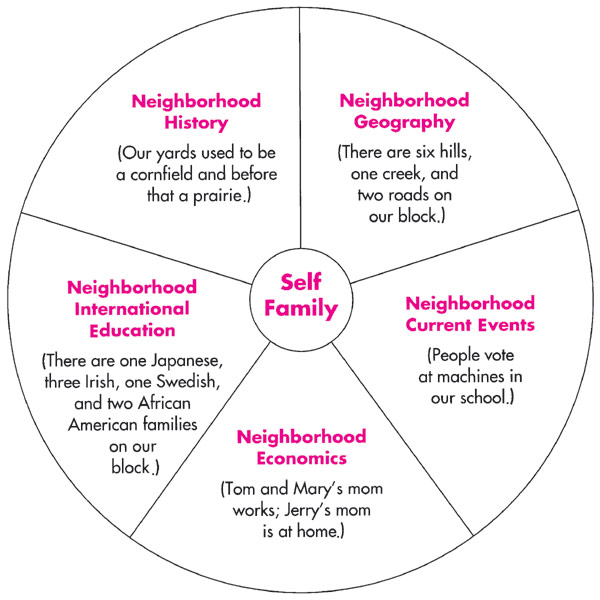 Neighborhood
History
(Our yards used to be
a cornfield and before
that a prairie.)
Neighborhood
Geography
(There are six hills,
one creek, and
two roads on
our block.)
Self
Family
Neighborhood
International
Education
(There are one Japanese,
three Irish, one Swedish,
and two African
American families
on our
block.)
Neighborhood
Current Events
(People vote
at machines in
our school.)
Neighborhood
Economics
(Tom and Mary's mom
works; Jerry's mom
is at home.)